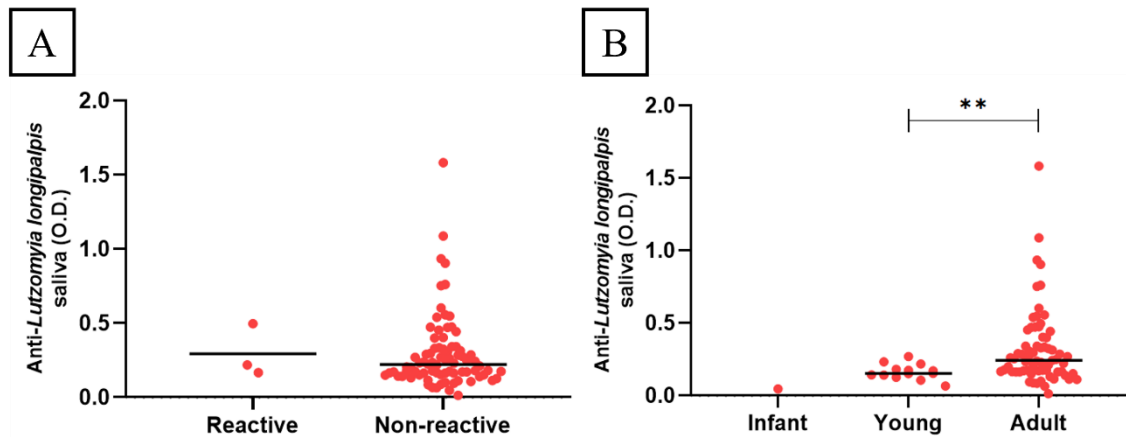 A
Anti-Lutzomyia longipalpis
saliva (O.D.)
2.0
1.5
1.0
0.5
0.0
Reactive
Non-reactive
B
Anti-Lutzomyia longipalpis
saliva (O.D.)
2.0
1.5
1.0
0.5
0.0
**
Infant
Young
Adult